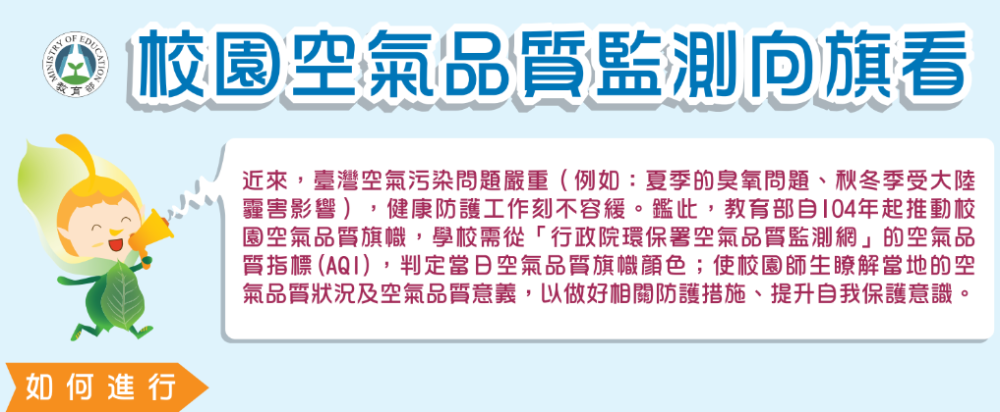 MINISTRY OF EDUCATION
教育部
校園空氣品質監測向旗看
近來，臺灣空氣污染問題嚴重（例如：夏季的臭氧問題、秋冬季受大陸
霾害影響），健康防護工作刻不容緩。鑑此，教育部自104年起推動校
園空氣品質旗幟，學校需從「行政院環保署空氣品質監測網」的空氣品
質指標(AQI)，判定當日空氣品質旗幟顏色；使校園師生瞭解當地的空
氣品質狀況及空氣品質意義，以做好相關防護措施、提升自我保護意識。
如何進行